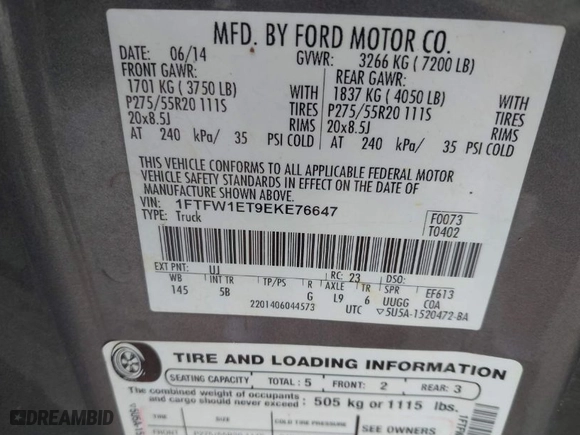 MFD. BY FORD MOTOR CO.
DATE: 06/14 GVWR: 3266 KG ( 7200 LB)
FRONT GAWR: REAR GAWR:
1701 KG ( 3750 LB) WITH 1837 KG ( 4050 LB) WITH
P275/55R20 111S TIRES P275/55R20 111S TIRES
20x8.5J RIMS 20x8.5J RIMS
AT 240 kPa/ 35 PSI COLD AT 240 kPa/ 35 PSI COLD
THIS VEHICLE CONFORMS TO ALL APPLICABLE FEDERAL MOTOR
VEHICLE SAFETY STANDARDS IN EFFECT ON THE DATE OF
MANUFACTURE SHOWN ABOVE.
VIN: 1FTFW1ET9EKE76647 F0073
TYPE: Truck T0402
EXT PNT: UJ RC: 23 DSO:
WB INT TR TP/PS R AXLE TR SPR EF613
145 5B G L9 6 UUGG COA
2201406044573 UTC ▽5U5A-1520472-BA
TIRE AND LOADING INFORMATION
SEATING CAPACITY TOTAL: 5 FRONT: 2 REAR: 3
The combined weight of occupants
and cargo should never exceed: 505 kg or 1115 lbs.
TIRE SIZE COLD TIRE PRESSURE SEE OWNERS
DREAMBID